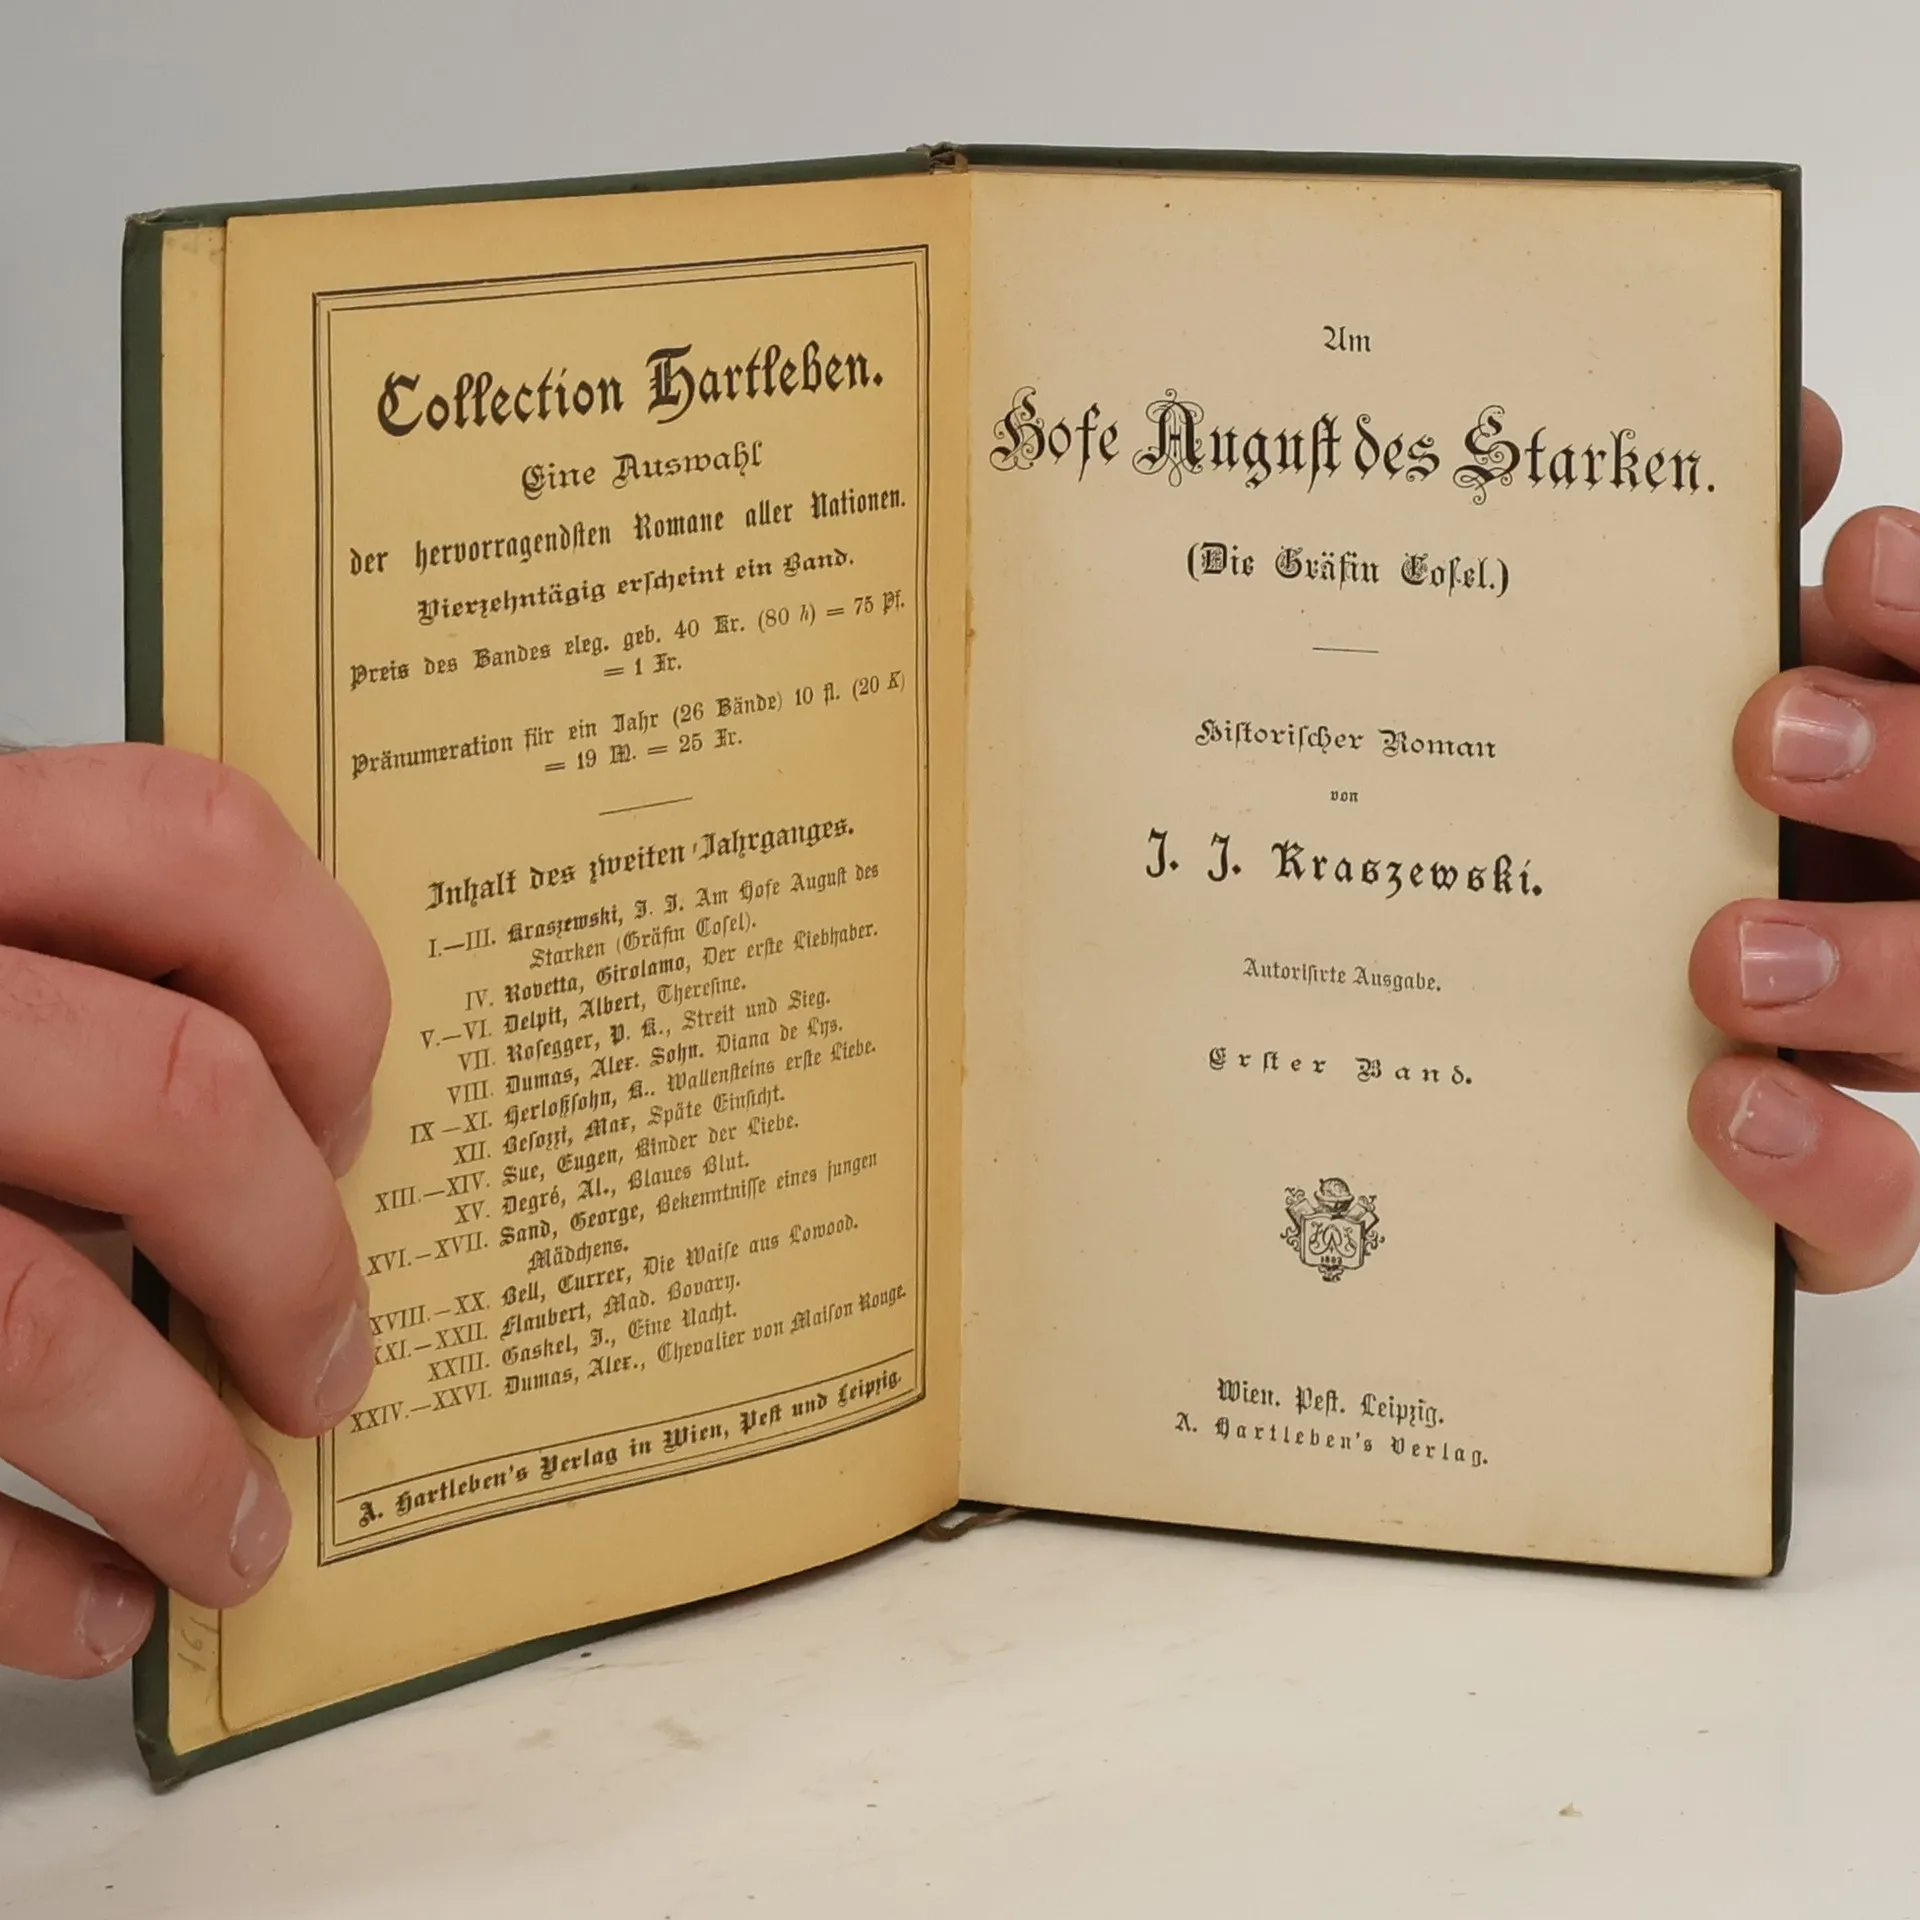 Collection Hartleben.
Eine Auswahl
der hervorragendsten Romane aller Nationen.
Vierzehntägig erscheint ein Band.
Preis des Bandes eleg. geb. 40 Kr. (80 h) = 75 Pf.
= 1 Fr.
Pränumeration für ein Jahr (26 Bände) 10 fl. (20 K)
= 19 M. = 25 Fr.
Inhalt des zweiten Jahrganges.
I.—III. Kraszewski, J. J. Am Hofe August des
Starken (Gräfin Cosel).
IV. Rovetta, Girolamo, Der erste Liebhaber.
V.—VI. Delpit, Albert, Theresine.
VII. Rosegger, P. K., Streit und Sieg.
VIII. Dumas, Alex. Sohn. Diana de Lys.
IX—XI. Herloßsohn, K.. Wallensteins erste Liebe.
XII. Besozzi, Max, Späte Einsicht.
XIII.—XIV. Sue, Eugen, Kinder der Liebe.
XV. Degré, Al., Blaues Blut.
XVI.—XVII. Sand, George, Bekenntnisse eines jungen
Mädchens.
XVIII.—XX. Bell, Currer, Die Waise aus Lowood.
XXI.—XXII. Flaubert, Mad. Bovary.
XXIII. Gaskel, J., Eine Nacht.
XXIV.—XXVI. Dumas, Alex., Chevalier von Maison Rouge.
A. Hartleben's Verlag in Wien, Pest und Leipzig.
Am
Hofe August des Starken.
(Die Gräfin Cosel.)
Historischer Roman
von
J. J. Kraszewski.
Autorisirte Ausgabe.
Erster Band.
Wien. Pest. Leipzig.
A. Hartleben's Verlag.